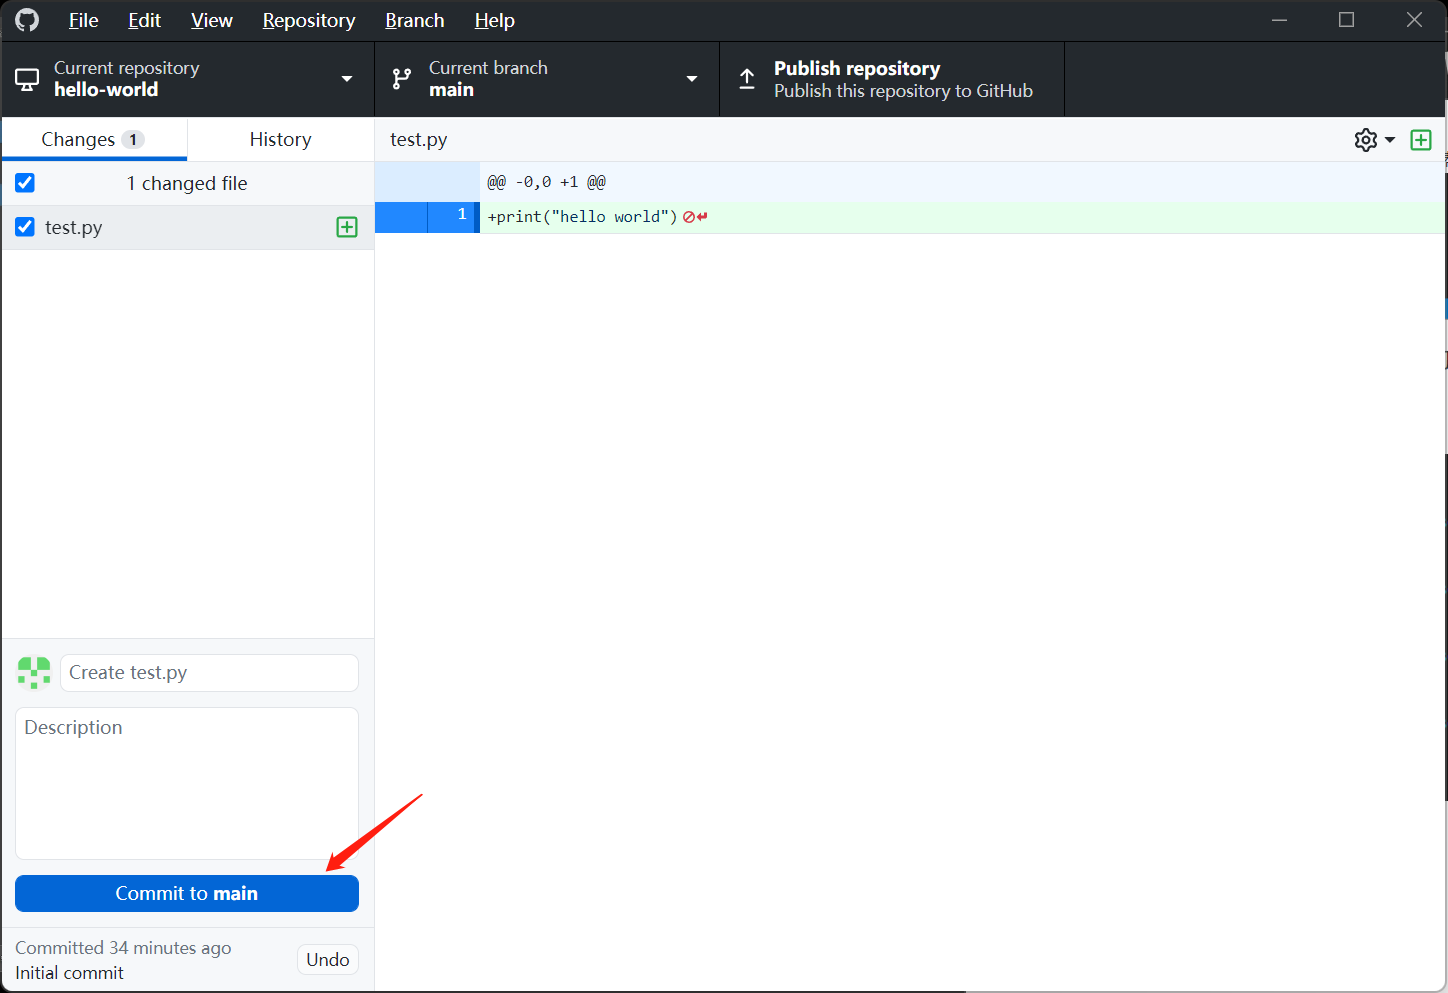 File Edit View Repository Branch Help
Current repository
hello-world
Current branch
main
Publish repository
Publish this repository to GitHub
Changes 1
History
test.py
1 changed file
test.py
@@ -0,0 +1 @@
1 +print("hello world")
Create test.py
Description
Commit to main
Committed 34 minutes ago
Initial commit
Undo